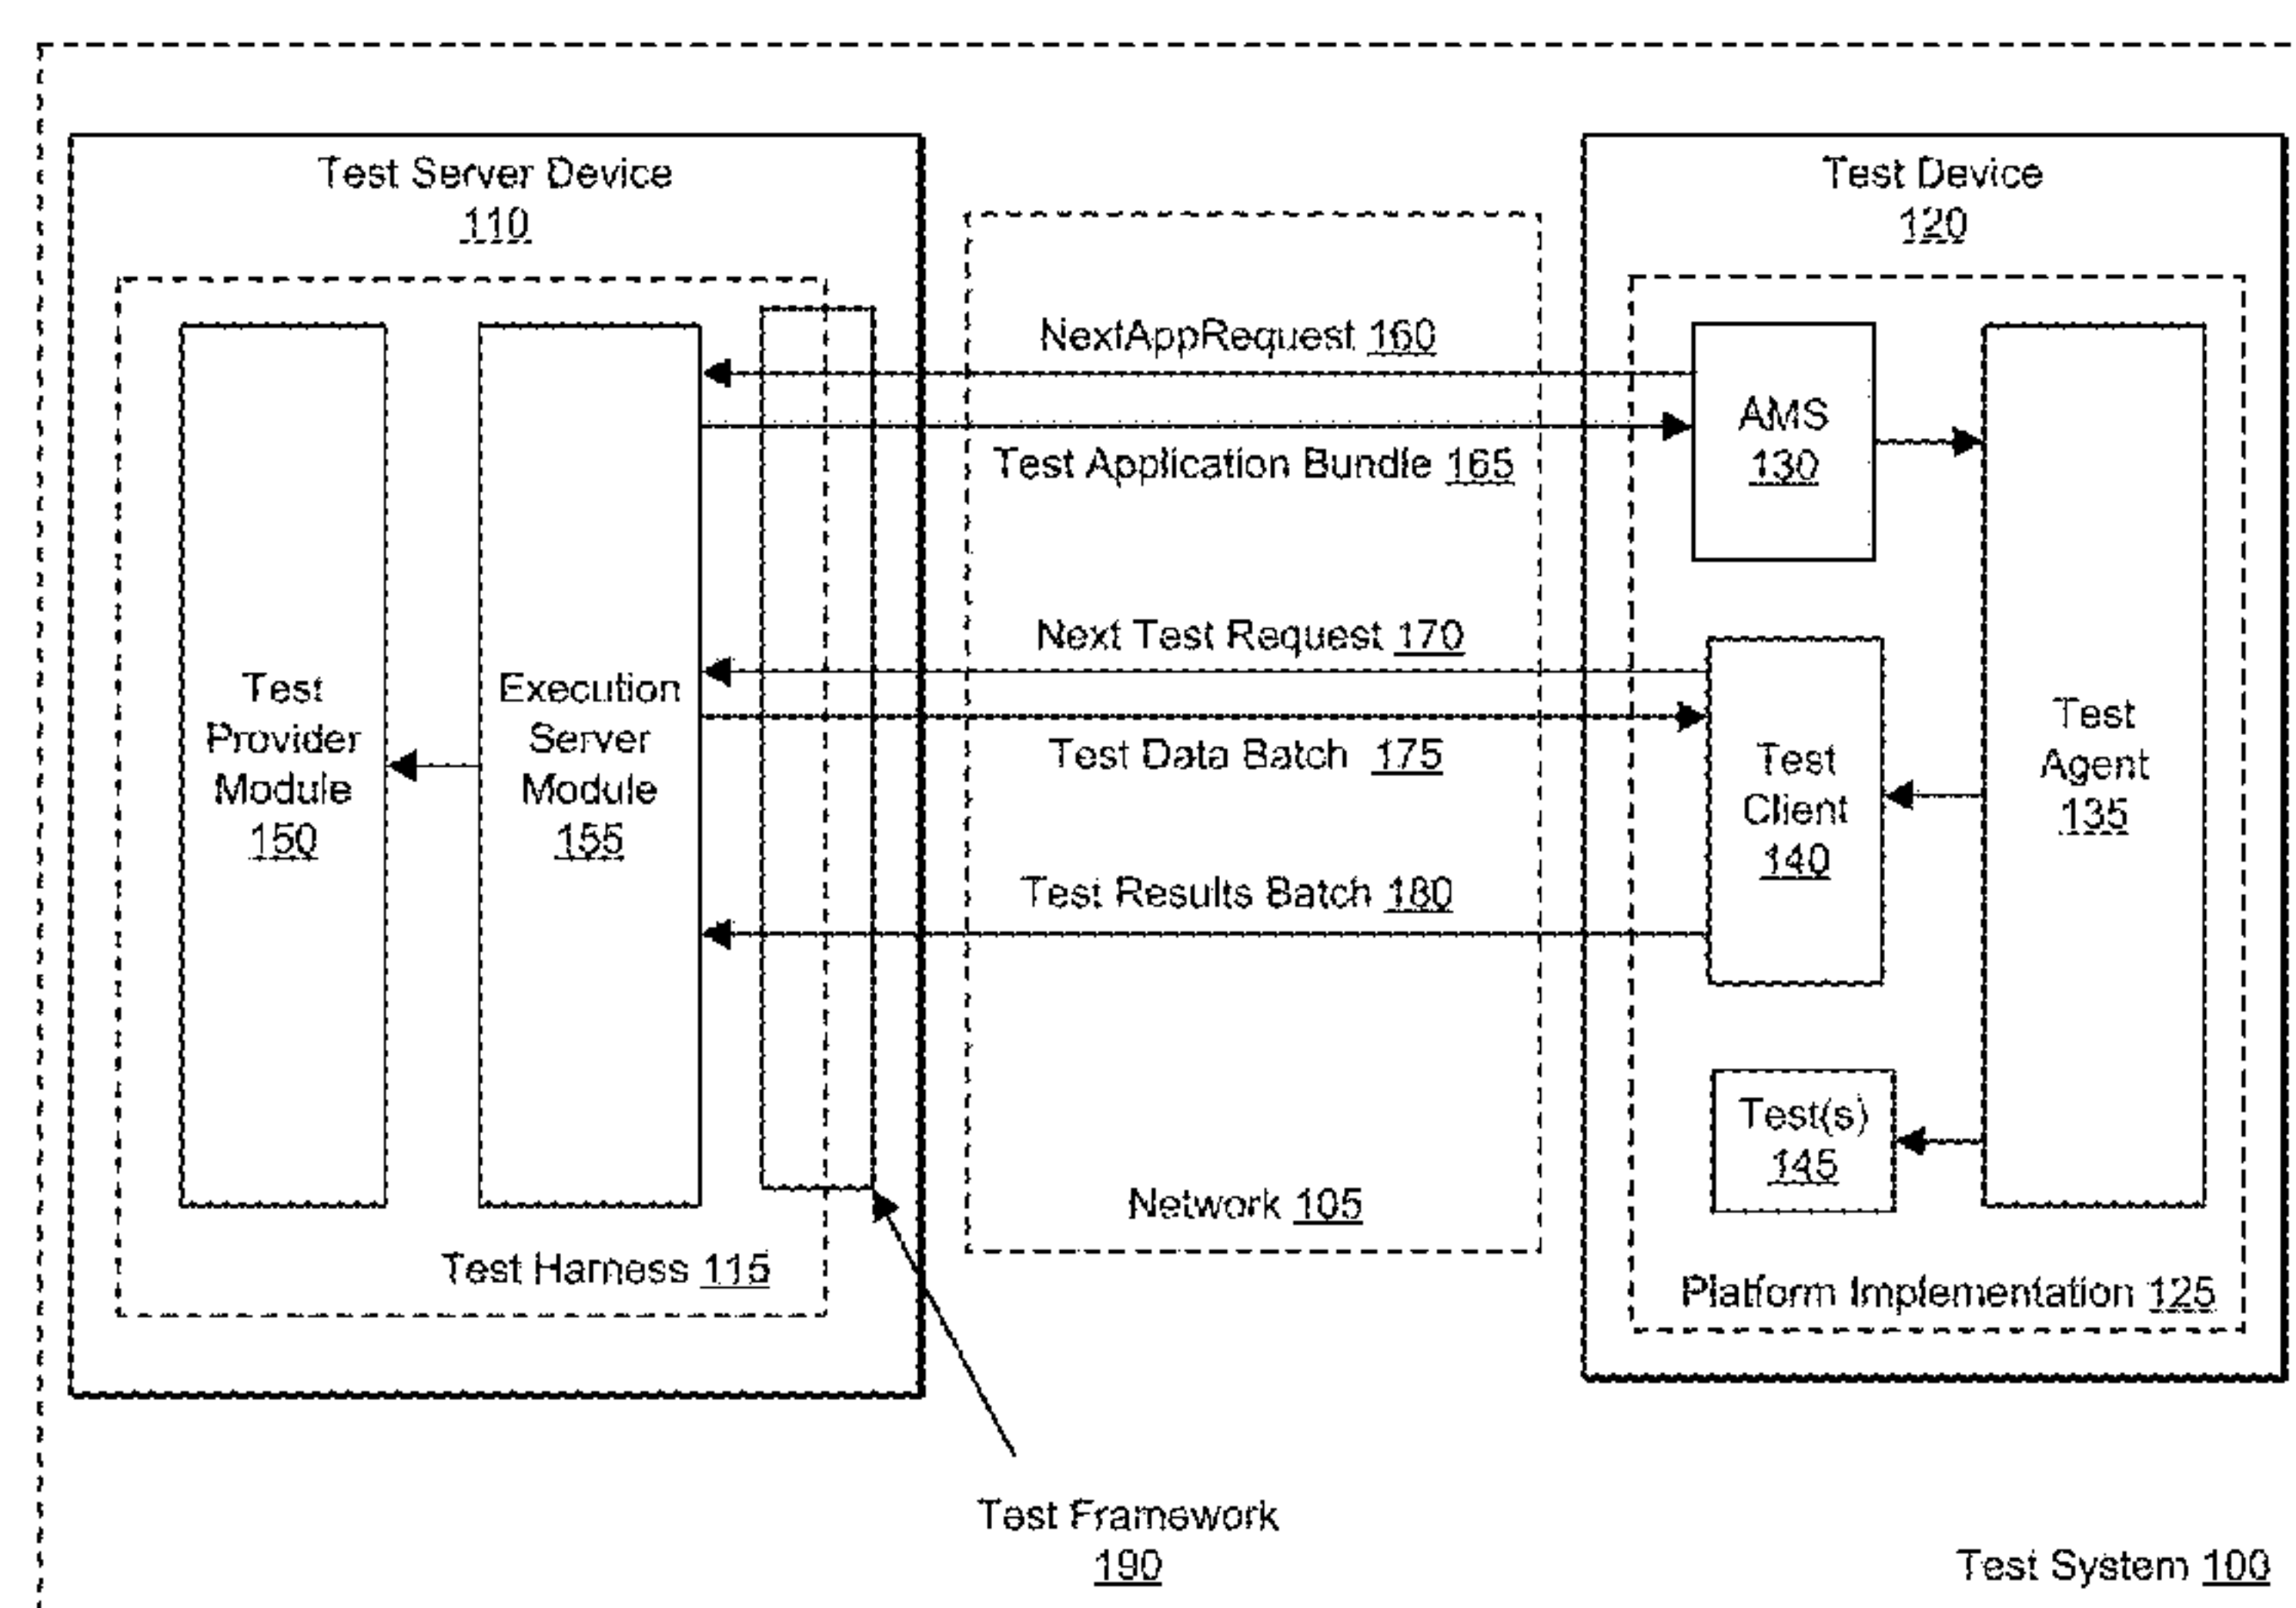 Test Server Device
110
Test Device
120
NextAppRequest 160
AMS
130
Test Application Bundle 165
Next Test Request 170
Test
Provider
Module
150
Execution
Server
Module
155
Test Data Batch 175
Test
Client
140
Test
Agent
135
Test Results Batch 180
Test(s)
145
Network 105
Test Harness 115
Platform Implementation 125
Test Framework
190
Test System 100